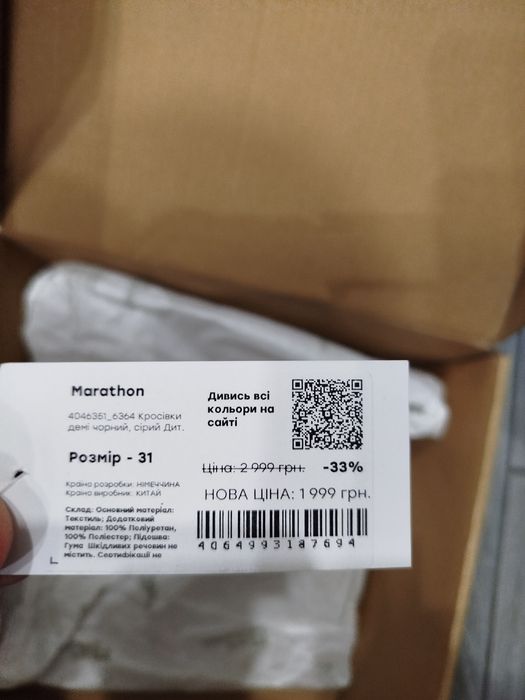 Marathon
4046351_6364 Кросівки
демі чорний, сірий Дит.
Розмір - 31
Країна розробки: НІМЕЧЧИНА
Країна виробник: КИТАЙ
Склад: Основний матеріал:
Текстиль; Додатковий
матеріал: 100% Поліуретан,
100% Поліестер; Підошва:
Гума Шкідливих речовин не
містить. Сертифікації не
Дивись всі
кольори на
сайті
Ціна: 2 999 грн. -33%
НОВА ЦІНА: 1 999 грн.
4064993187694